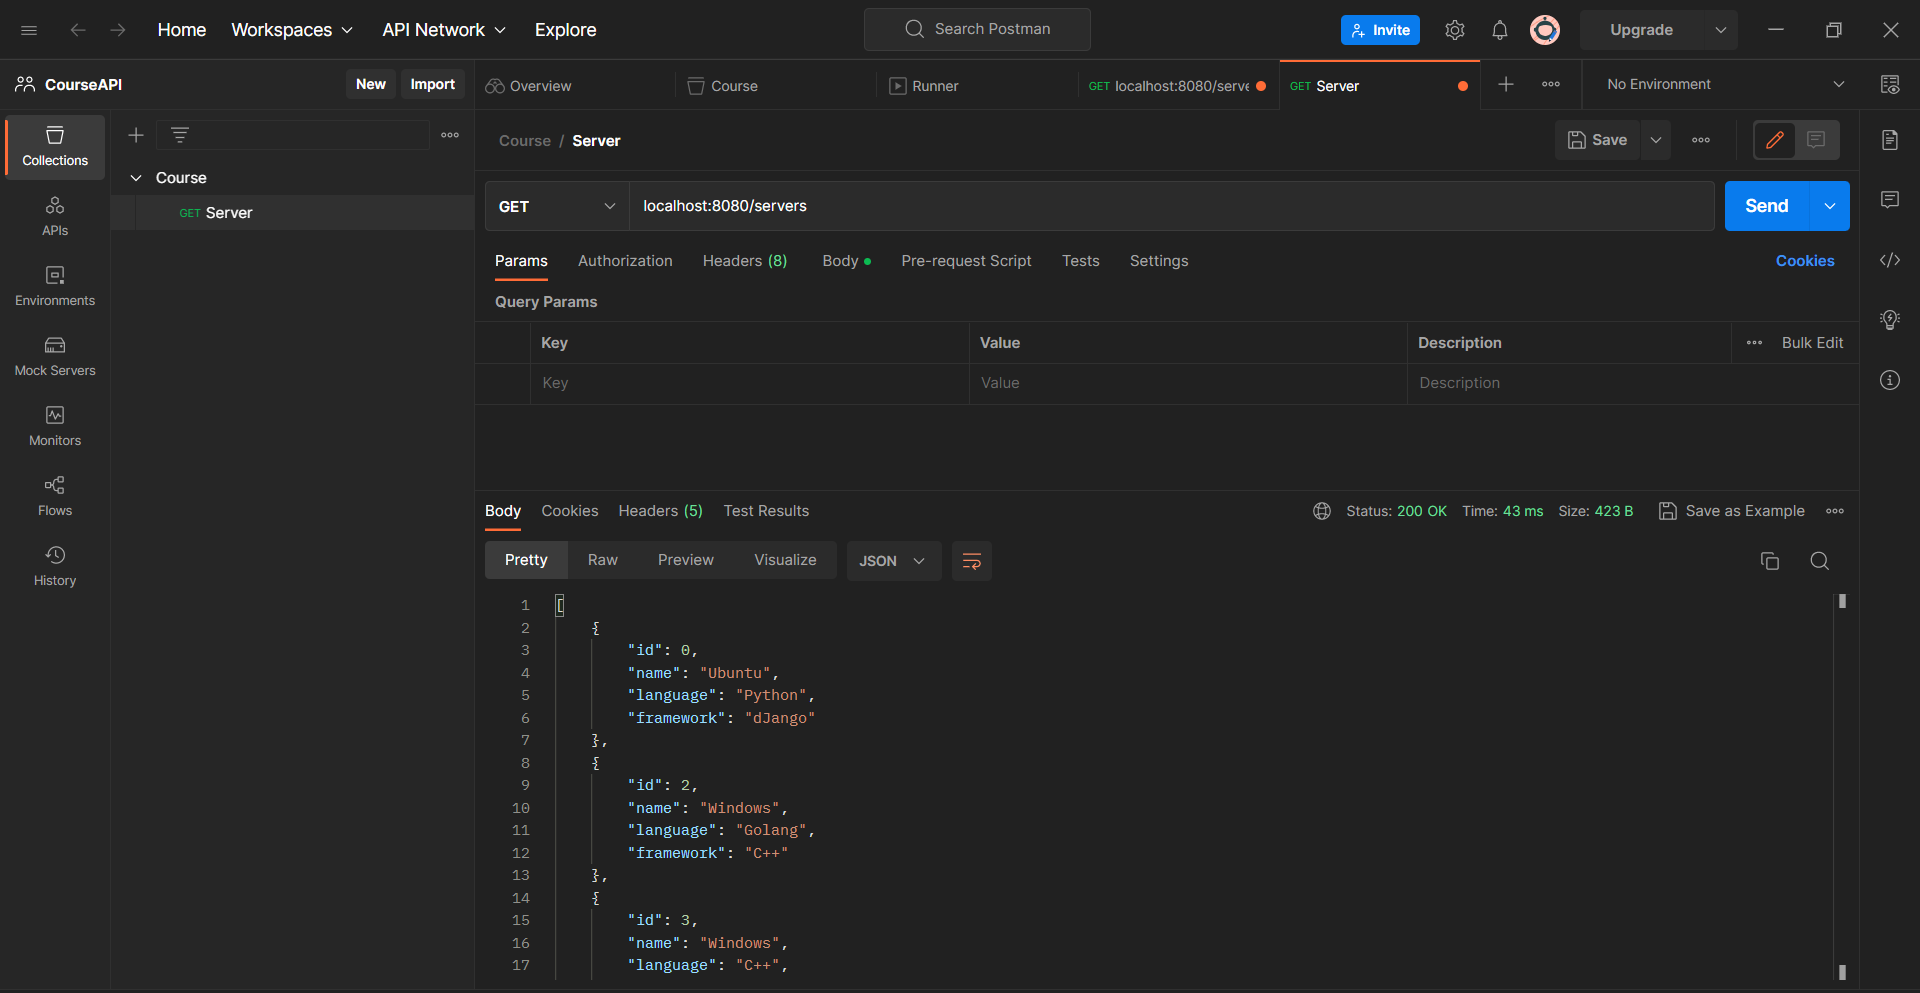 Home Workspaces API Network Explore Search Postman Invite Upgrade
CourseAPI New Import Overview Course Runner GET localhost:8080/serve GET Server No Environment
Collections
APIs
Environments
Mock Servers
Monitors
Flows
History
Course
GET Server
Course / Server Save
GET localhost:8080/servers Send
Params Authorization Headers (8) Body Pre-request Script Tests Settings Cookies
Query Params
Key Value Description Bulk Edit
Key Value Description
Body Cookies Headers (5) Test Results Status: 200 OK Time: 43 ms Size: 423 B Save as Example
Pretty Raw Preview Visualize JSON
1 [
2 {
3 "id": 0,
4 "name": "Ubuntu",
5 "language": "Python",
6 "framework": "dJango"
7 },
8 {
9 "id": 2,
10 "name": "Windows",
11 "language": "Golang",
12 "framework": "C++"
13 },
14 {
15 "id": 3,
16 "name": "Windows",
17 "language": "C++",